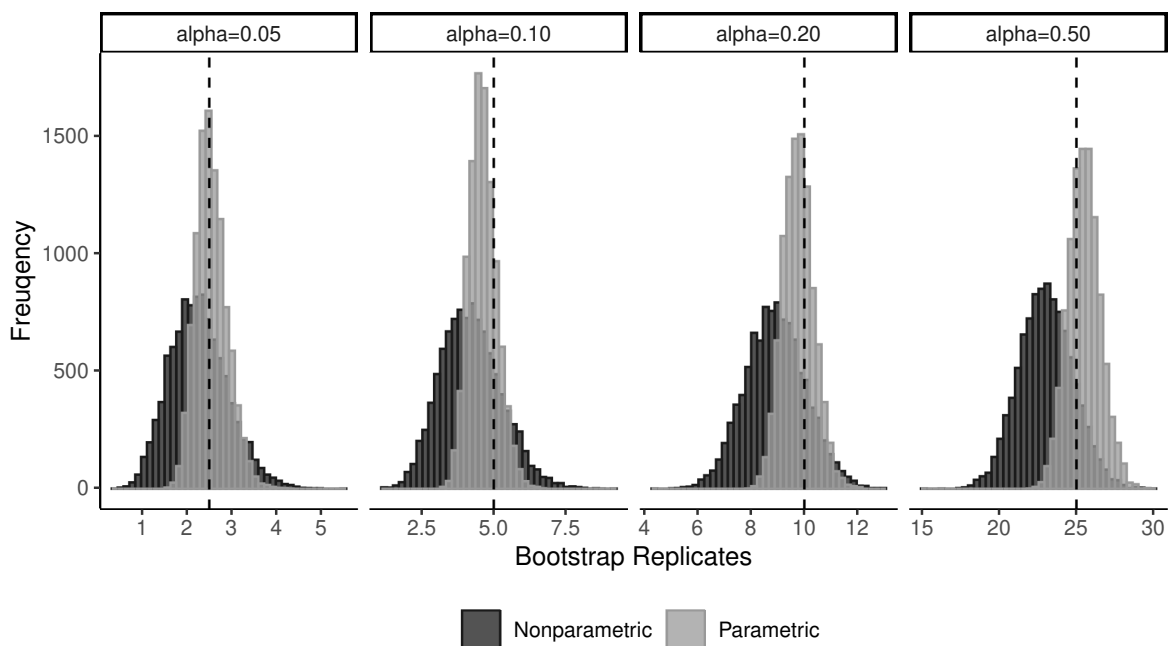 alpha=0.05 alpha=0.10 alpha=0.20 alpha=0.50
1500
1000
500
0
Freuqency
1 2 3 4 5 2.5 5.0 7.5 4 6 8 10 12 15 20 25 30
Bootstrap Replicates
Nonparametric Parametric